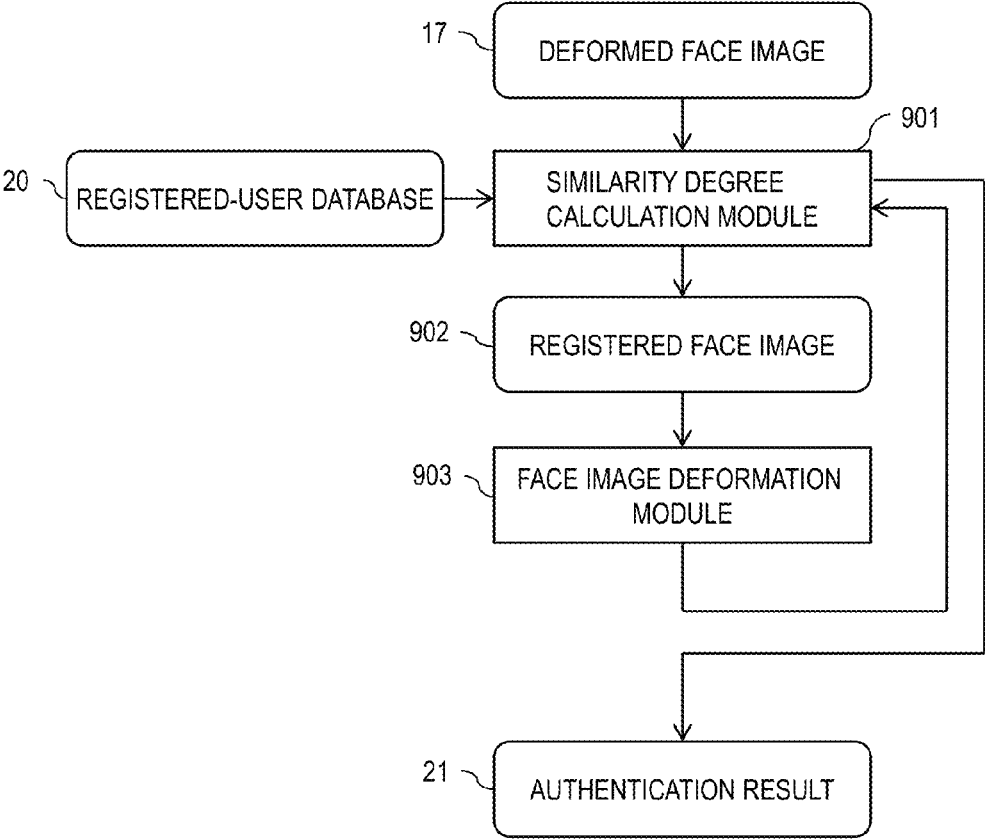 17
DEFORMED FACE IMAGE
901
20
REGISTERED-USER DATABASE
SIMILARITY DEGREE
CALCULATION MODULE
902
REGISTERED FACE IMAGE
903
FACE IMAGE DEFORMATION
MODULE
21
AUTHENTICATION RESULT